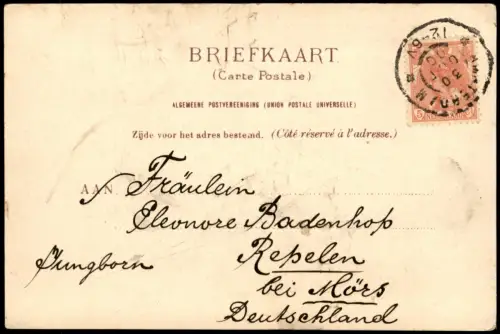 BRIEFKAART.
(Carte Postale)
ALGEMEENE POSTVEREENIGING (UNION POSTALE UNIVERSELLE)
Zijde voor het adres bestemd. (Côté réservé à l'adresse.)
AAN Fräulein
Eleonore Badenhop
Repelen
Jungborn bei Mörs
Deutschland